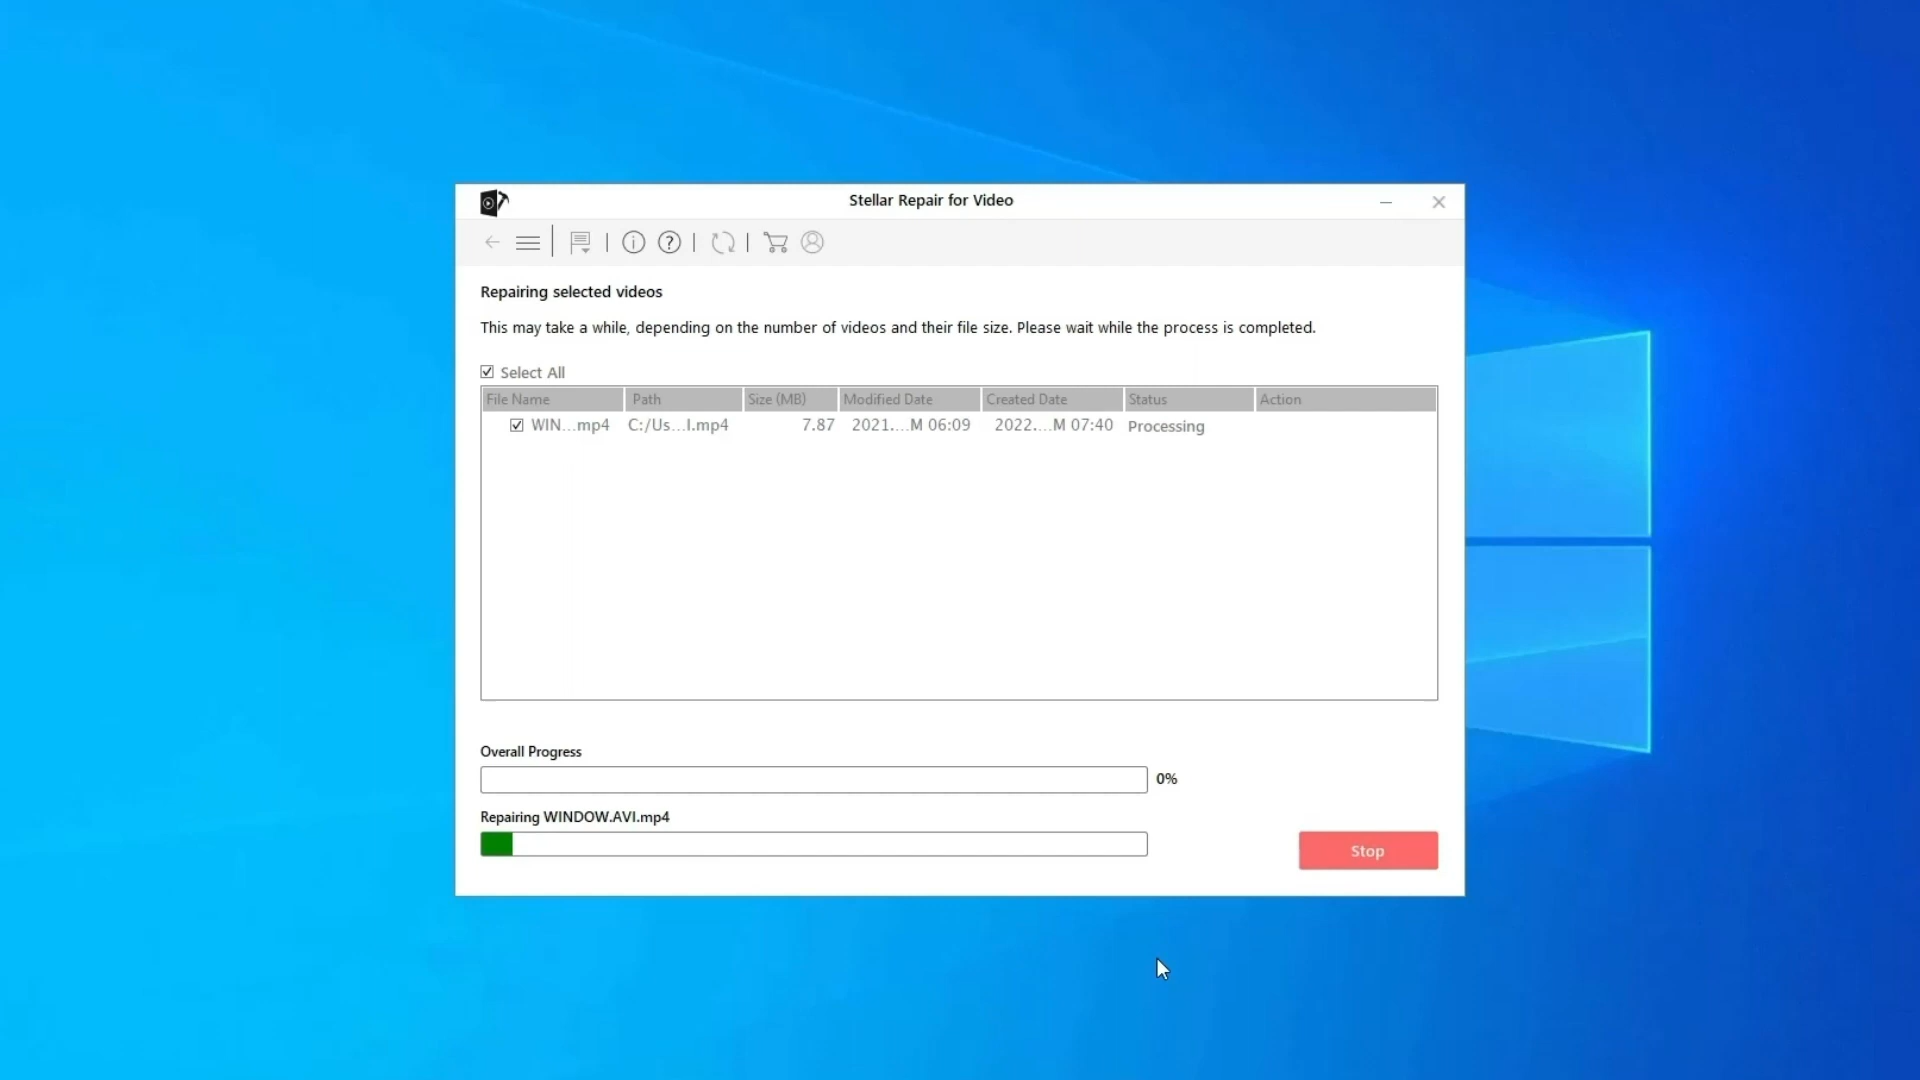 Stellar Repair for Video
Repairing selected videos
This may take a while, depending on the number of videos and their file size. Please wait while the process is completed.
Select All
File Name Path Size (MB) Modified Date Created Date Status Action
WIN...mp4 C:/Us...I.mp4 7.87 2021....M 06:09 2022....M 07:40 Processing
Overall Progress
0%
Repairing WINDOW.AVI.mp4
Stop